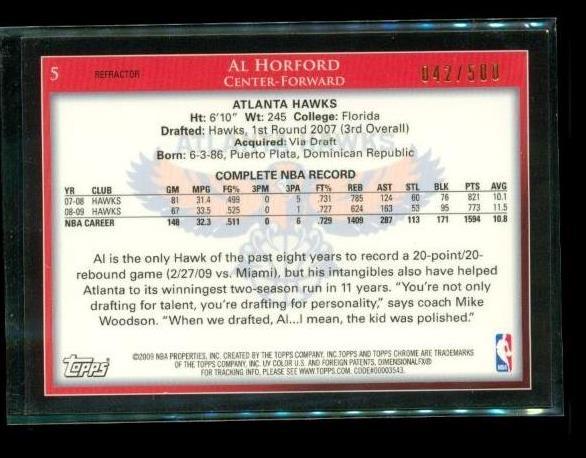 5 REFRACTOR AL HORFORD 042/500
CENTER-FORWARD
ATLANTA HAWKS
Ht: 6'10" Wt: 245 College: Florida
Drafted: Hawks, 1st Round 2007 (3rd Overall)
Acquired: Via Draft
Born: 6-3-86, Puerto Plata, Dominican Republic
COMPLETE NBA RECORD
YR CLUB GM MPG FG% 3PM 3PA FT% REB AST STL BLK PTS AVG
07-08 HAWKS 81 31.4 .499 0 5 .731 785 124 60 76 821 10.1
08-09 HAWKS 67 33.5 .525 0 1 .727 624 163 53 95 773 11.5
NBA CAREER 148 32.3 .511 0 6 .729 1409 287 113 171 1594 10.8
Al is the only Hawk of the past eight years to record a 20-point/20-
rebound game (2/27/09 vs. Miami), but his intangibles also have helped
Atlanta to its winningest two-season run in 11 years. "You're not only
drafting for talent, you're drafting for personality," says coach Mike
Woodson. "When we drafted, Al...I mean, the kid was polished."
Topps
©2009 NBA PROPERTIES, INC. CREATED BY THE TOPPS COMPANY, INC. TOPPS AND TOPPS CHROME ARE TRADEMARKS
OF THE TOPPS COMPANY, INC. UV COLOR U.S. AND FOREIGN PATENTS. DIMENSIONALFX®
FOR TRACKING INFO, PLEASE SEE WWW.TOPPS.COM. CODE#00003543.
NBA